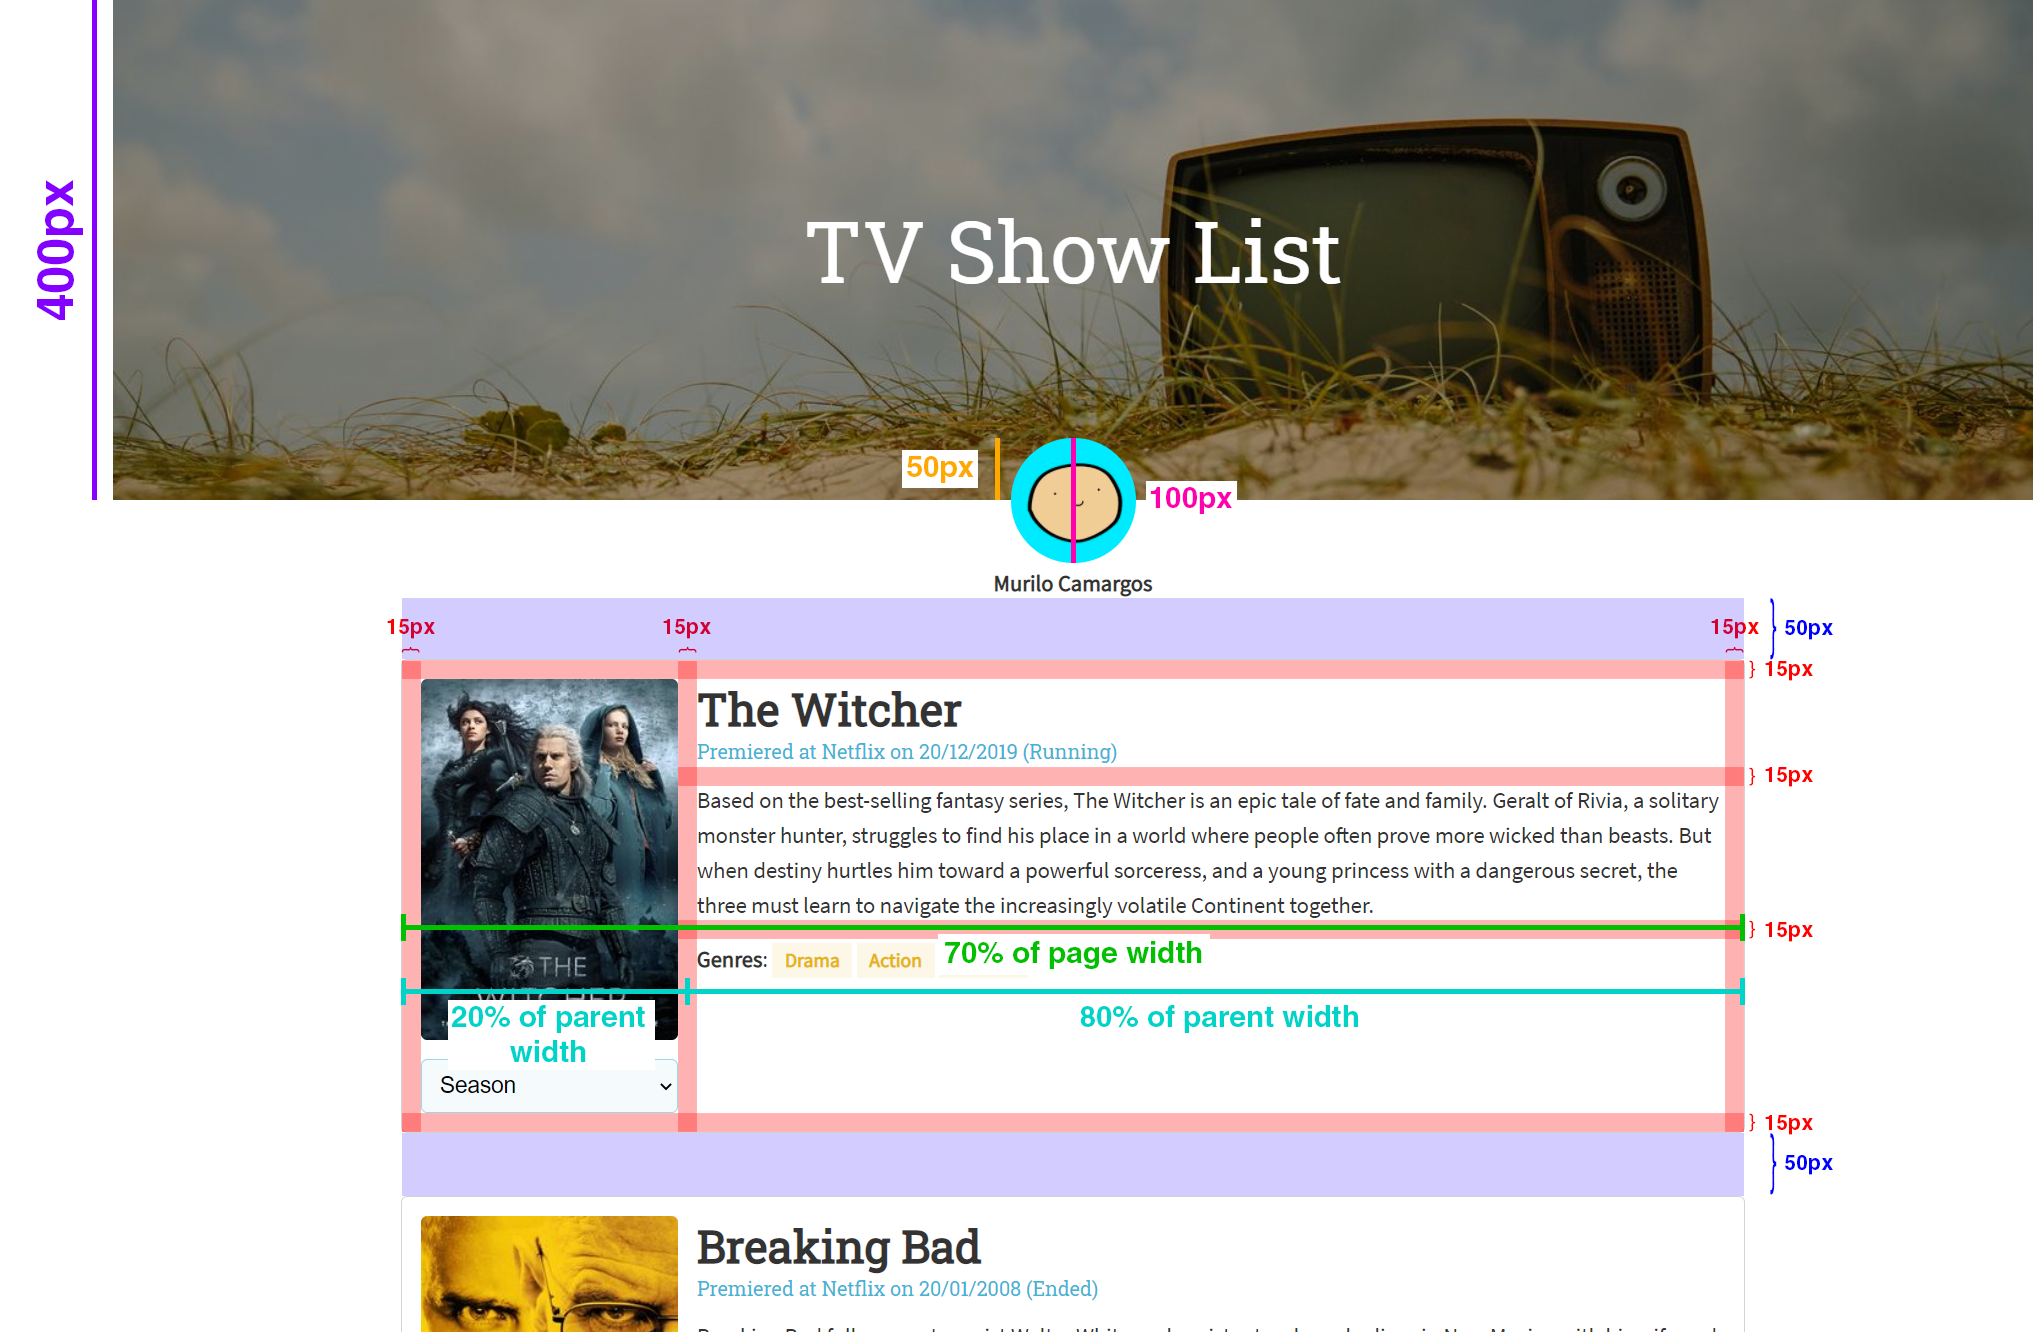 400px
TV Show List
50px
100px
Murilo Camargos
15px
15px
15px
50px
15px
The Witcher
Premiered at Netflix on 20/12/2019 (Running)
15px
Based on the best-selling fantasy series, The Witcher is an epic tale of fate and family. Geralt of Rivia, a solitary
monster hunter, struggles to find his place in a world where people often prove more wicked than beasts. But
when destiny hurtles him toward a powerful sorceress, and a young princess with a dangerous secret, the
three must learn to navigate the increasingly volatile Continent together.
15px
Genres: Drama Action
70% of page width
THE
WITCHER
20% of parent
width
80% of parent width
Season
15px
50px
Breaking Bad
Premiered at Netflix on 20/01/2008 (Ended)